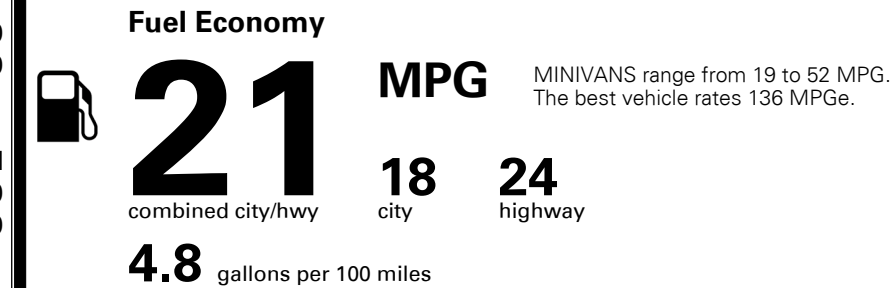 Fuel Economy
21 MPG
MINIVANS range from 19 to 52 MPG.
The best vehicle rates 136 MPGe.
18 24
combined city/hwy city highway
4.8 gallons per 100 miles